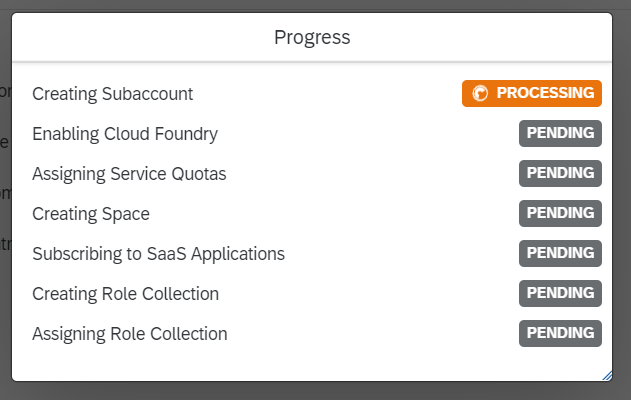 Progress
Creating Subaccount PROCESSING
Enabling Cloud Foundry PENDING
Assigning Service Quotas PENDING
Creating Space PENDING
Subscribing to SaaS Applications PENDING
Creating Role Collection PENDING
Assigning Role Collection PENDING